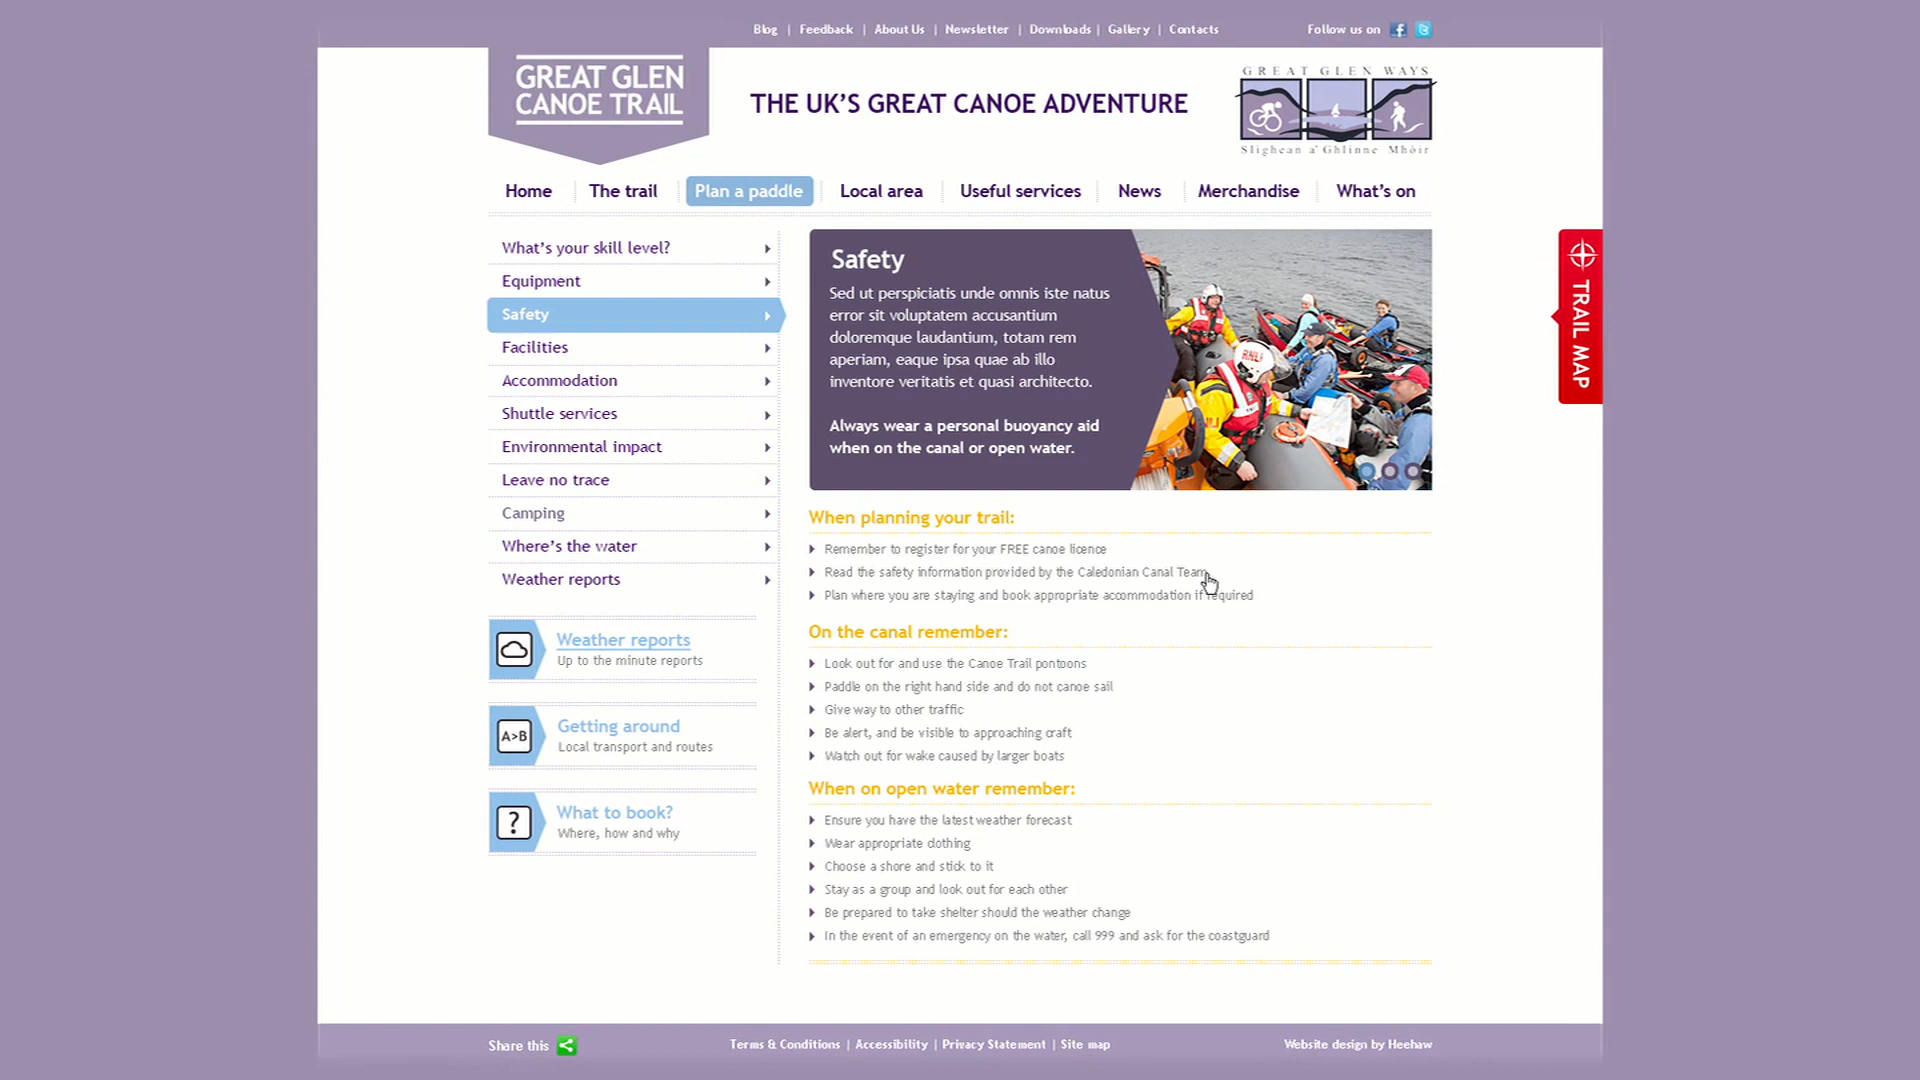 Blog | Feedback | About Us | Newsletter | Downloads | Gallery | Contacts
Follow us on
GREAT GLEN
CANOE TRAIL
THE UK'S GREAT CANOE ADVENTURE
GREAT GLEN WAYS
Slighean a' Ghlinne Mhòir
Home
The trail
Plan a paddle
Local area
Useful services
News
Merchandise
What's on
What's your skill level?
Equipment
Safety
Facilities
Accommodation
Shuttle services
Environmental impact
Leave no trace
Camping
Where's the water
Weather reports
Weather reports
Up to the minute reports
A>B
Getting around
Local transport and routes
?
What to book?
Where, how and why
Safety
Sed ut perspiciatis unde omnis iste natus
error sit voluptatem accusantium
doloremque laudantium, totam rem
aperiam, eaque ipsa quae ab illo
inventore veritatis et quasi architecto.
Always wear a personal buoyancy aid
when on the canal or open water.
RNLI
TRAIL MAP
When planning your trail:
Remember to register for your FREE canoe licence
Read the safety information provided by the Caledonian Canal Team
Plan where you are staying and book appropriate accommodation if required
On the canal remember:
Look out for and use the Canoe Trail pontoons
Paddle on the right hand side and do not canoe sail
Give way to other traffic
Be alert, and be visible to approaching craft
Watch out for wake caused by larger boats
When on open water remember:
Ensure you have the latest weather forecast
Wear appropriate clothing
Choose a shore and stick to it
Stay as a group and look out for each other
Be prepared to take shelter should the weather change
In the event of an emergency on the water, call 999 and ask for the coastguard
Share this
Terms & Conditions | Accessibility | Privacy Statement | Site map
Website design by Heehaw